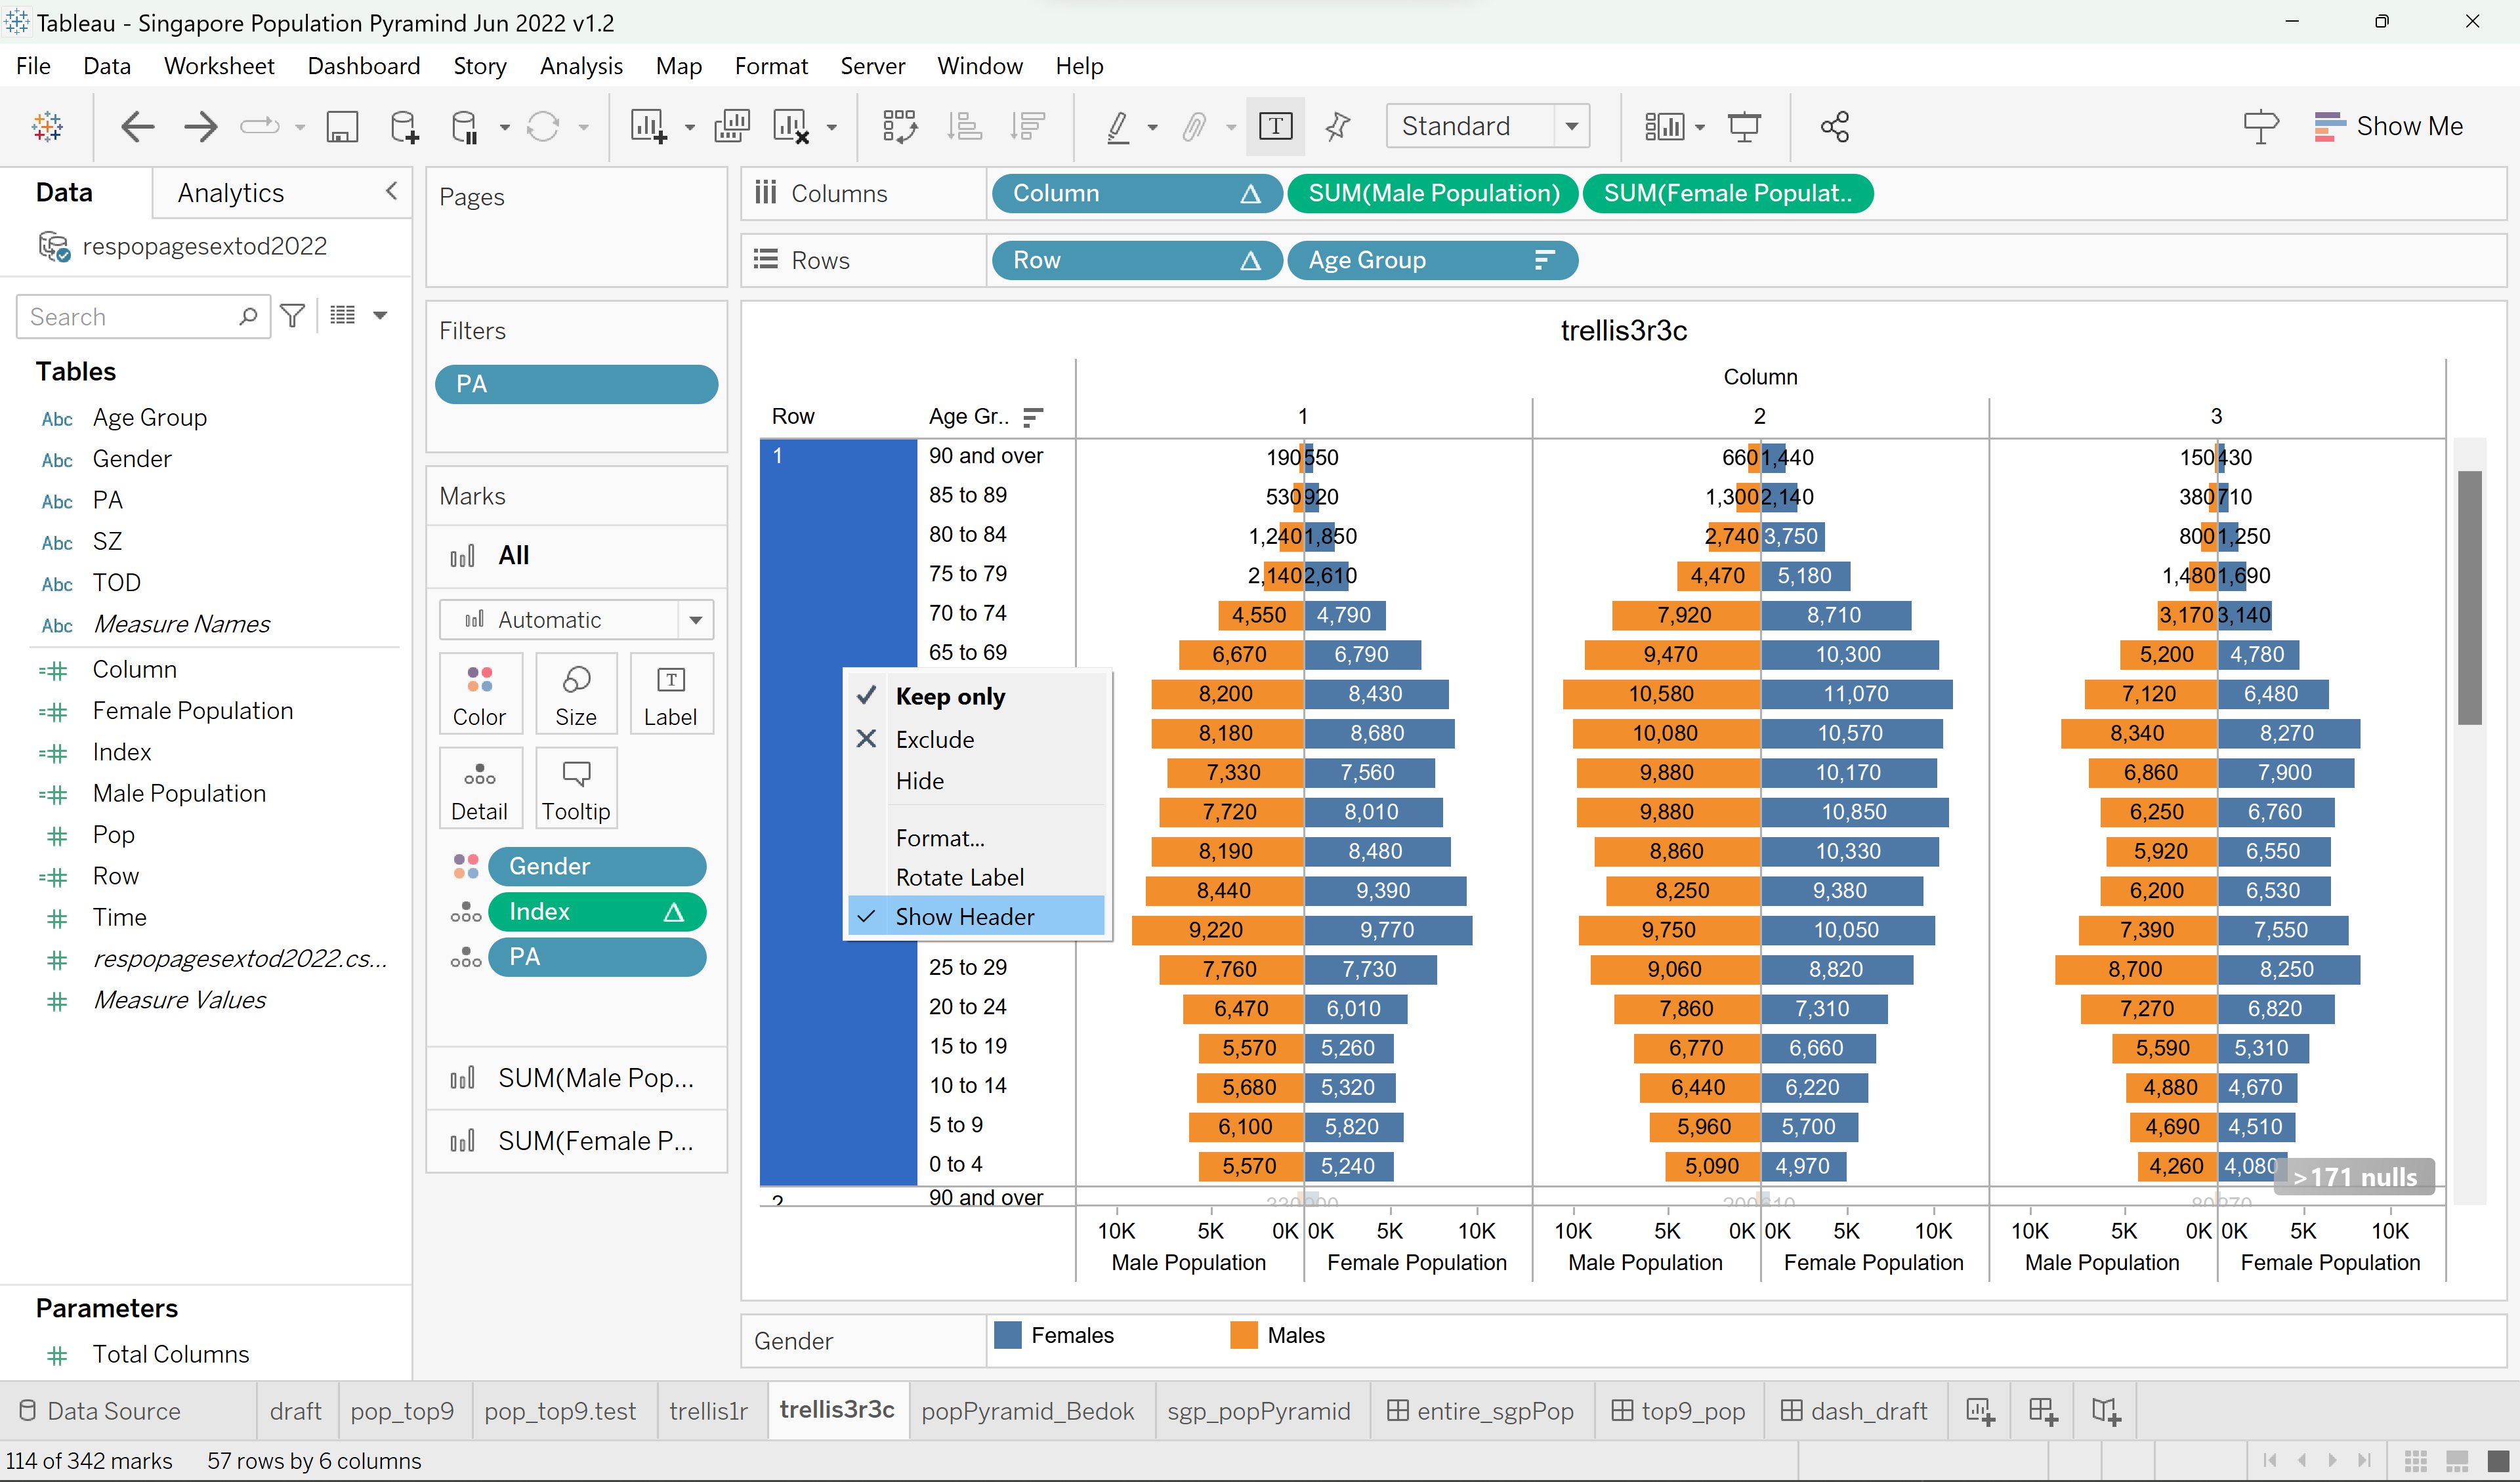 Tableau - Singapore Population Pyramind Jun 2022 v1.2
File Data Worksheet Dashboard Story Analysis Map Format Server Window Help
Standard
Show Me
Data
Analytics
respopagesextod2022
Search
Tables
Abc Age Group
Abc Gender
Abc PA
Abc SZ
Abc TOD
Abc Measure Names
Column
Female Population
Index
Male Population
Pop
Row
Time
respopagesextod2022.cs...
Measure Values
Parameters
Total Columns
Pages
Filters
PA
Marks
All
Automatic
Color Size Label
Detail Tooltip
Gender
Index
PA
SUM(Male Pop...
SUM(Female P...
Columns Column SUM(Male Population) SUM(Female Populat..
Rows Row Age Group
trellis3r3c
Column
Row Age Gr.. 1 2 3
1 90 and over 190 550 660 1,440 150 430
85 to 89 530 920 1,300 2,140 380 710
80 to 84 1,240 1,850 2,740 3,750 800 1,250
75 to 79 2,140 2,610 4,470 5,180 1,480 1,690
70 to 74 4,550 4,790 7,920 8,710 3,170 3,140
65 to 69 6,670 6,790 9,470 10,300 5,200 4,780
8,200 8,430 10,580 11,070 7,120 6,480
8,180 8,680 10,080 10,570 8,340 8,270
7,330 7,560 9,880 10,170 6,860 7,900
7,720 8,010 9,880 10,850 6,250 6,760
8,190 8,480 8,860 10,330 5,920 6,550
8,440 9,390 8,250 9,380 6,200 6,530
9,220 9,770 9,750 10,050 7,390 7,550
25 to 29 7,760 7,730 9,060 8,820 8,700 8,250
20 to 24 6,470 6,010 7,860 7,310 7,270 6,820
15 to 19 5,570 5,260 6,770 6,660 5,590 5,310
10 to 14 5,680 5,320 6,440 6,220 4,880 4,670
5 to 9 6,100 5,820 5,960 5,700 4,690 4,510
0 to 4 5,570 5,240 5,090 4,970 4,260 4,080
>171 nulls
2 90 and over
10K 5K 0K 0K 5K 10K 10K 5K 0K 0K 5K 10K 10K 5K 0K 0K 5K 10K
Male Population Female Population Male Population Female Population Male Population Female Population
Keep only
Exclude
Hide
Format...
Rotate Label
Show Header
Gender Females Males
Data Source draft pop_top9 pop_top9.test trellis1r trellis3r3c popPyramid_Bedok sgp_popPyramid entire_sgpPop top9_pop dash_draft
114 of 342 marks 57 rows by 6 columns